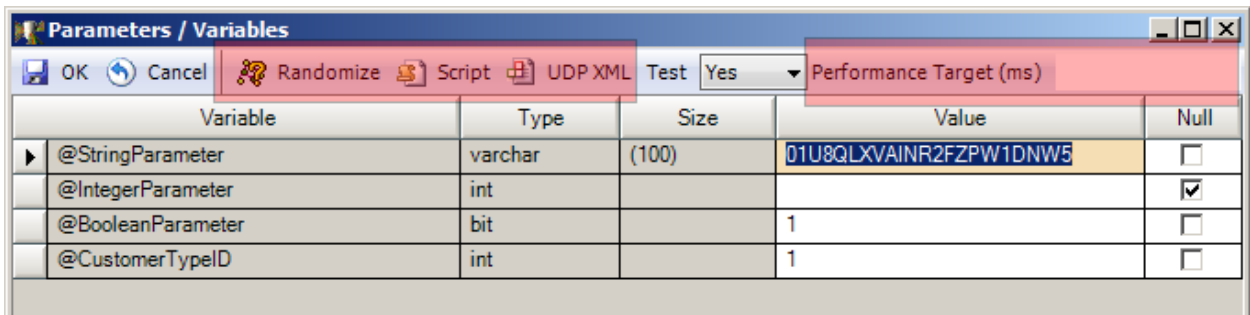 Parameters / Variables
OK Cancel Randomize Script UDP XML Test Yes Performance Target (ms)
Variable Type Size Value Null
@StringParameter varchar (100) 01U8QLXVAINR2FZPW1DNW5
@IntegerParameter int
@BooleanParameter bit 1
@CustomerTypeID int 1